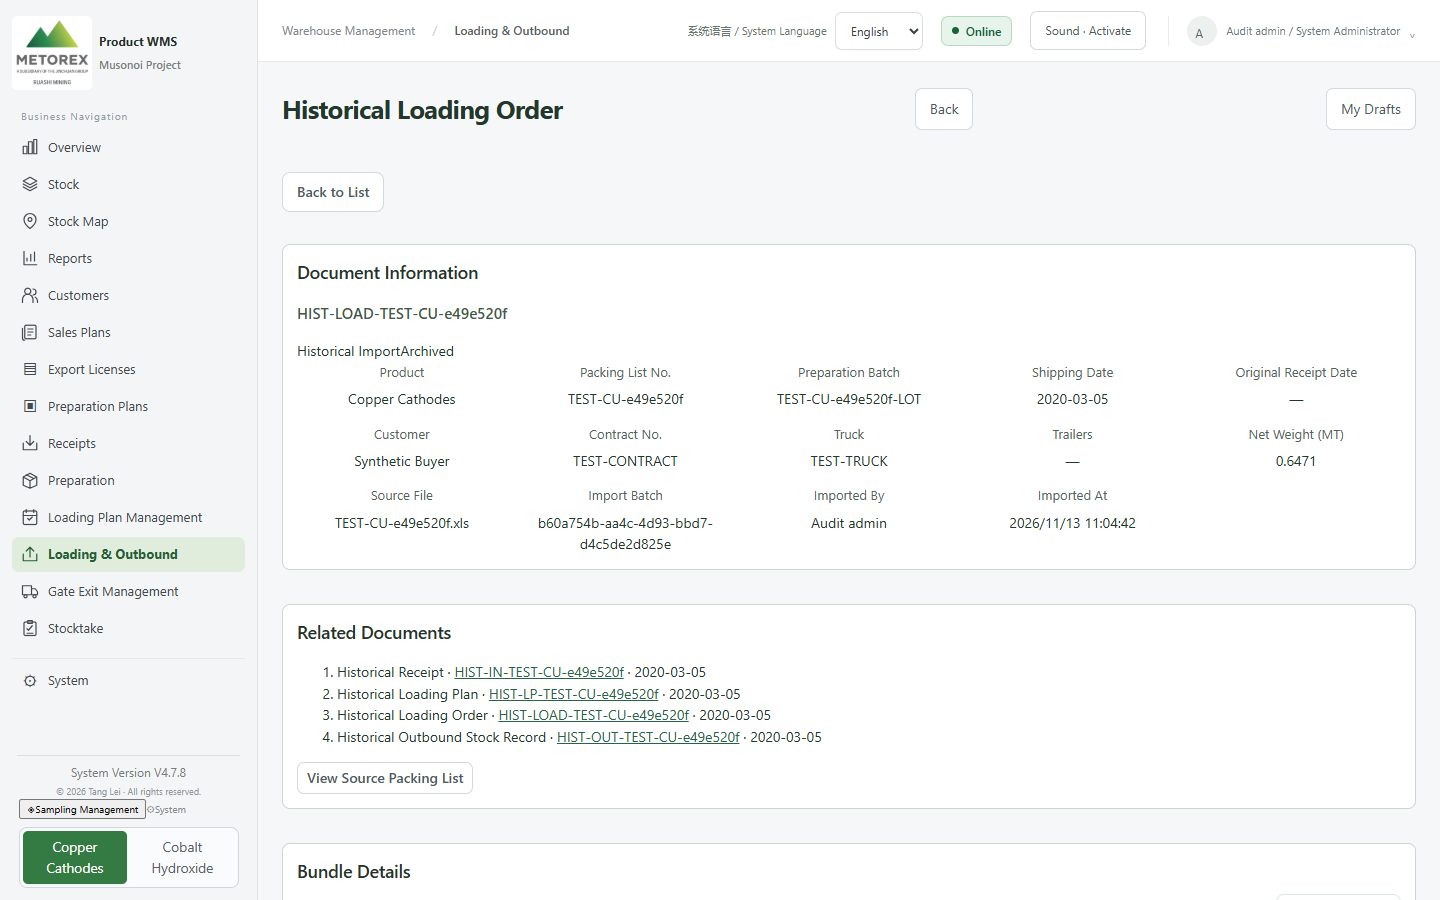 METOREX
A SUBSIDIARY OF THE JINCHUAN GROUP
RUASHI MINING
Product WMS
Musonoi Project
Business Navigation
Overview
Stock
Stock Map
Reports
Customers
Sales Plans
Export Licenses
Preparation Plans
Receipts
Preparation
Loading Plan Management
Loading & Outbound
Gate Exit Management
Stocktake
System
System Version V4.7.8
© 2026 Tang Lei · All rights reserved.
Sampling Management System
Copper Cathodes
Cobalt Hydroxide
Warehouse Management / Loading & Outbound
系统语言 / System Language English Online Sound · Activate A Audit admin / System Administrator
Historical Loading Order Back My Drafts
Back to List
Document Information
HIST-LOAD-TEST-CU-e49e520f
Historical ImportArchived
Product Packing List No. Preparation Batch Shipping Date Original Receipt Date
Copper Cathodes TEST-CU-e49e520f TEST-CU-e49e520f-LOT 2020-03-05 —
Customer Contract No. Truck Trailers Net Weight (MT)
Synthetic Buyer TEST-CONTRACT TEST-TRUCK — 0.6471
Source File Import Batch Imported By Imported At
TEST-CU-e49e520f.xls b60a754b-aa4c-4d93-bbd7- Audit admin 2026/11/13 11:04:42
d4c5de2d825e
Related Documents
1. Historical Receipt · HIST-IN-TEST-CU-e49e520f · 2020-03-05
2. Historical Loading Plan · HIST-LP-TEST-CU-e49e520f · 2020-03-05
3. Historical Loading Order · HIST-LOAD-TEST-CU-e49e520f · 2020-03-05
4. Historical Outbound Stock Record · HIST-OUT-TEST-CU-e49e520f · 2020-03-05
View Source Packing List
Bundle Details